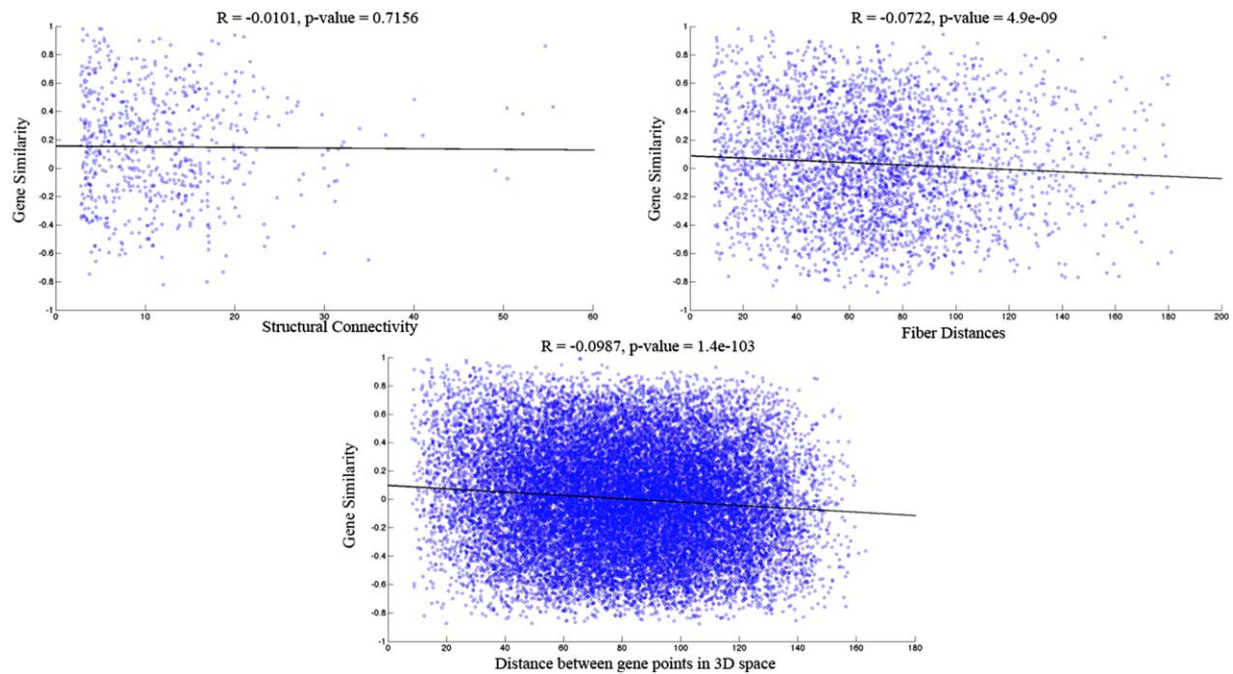 R = -0.0101, p-value = 0.7156
1
0.8
0.6
0.4
0.2
0
-0.2
-0.4
-0.6
-0.8
-1
Gene Similarity
0 10 20 30 40 50 60
Structural Connectivity
R = -0.0722, p-value = 4.9e-09
1
0.8
0.6
0.4
0.2
0
-0.2
-0.4
-0.6
-0.8
-1
Gene Similarity
0 20 40 60 80 100 120 140 160 180 200
Fiber Distances
R = -0.0987, p-value = 1.4e-103
1
0.8
0.6
0.4
0.2
0
-0.2
-0.4
-0.6
-0.8
-1
Gene Similarity
0 20 40 60 80 100 120 140 160 180
Distance between gene points in 3D space